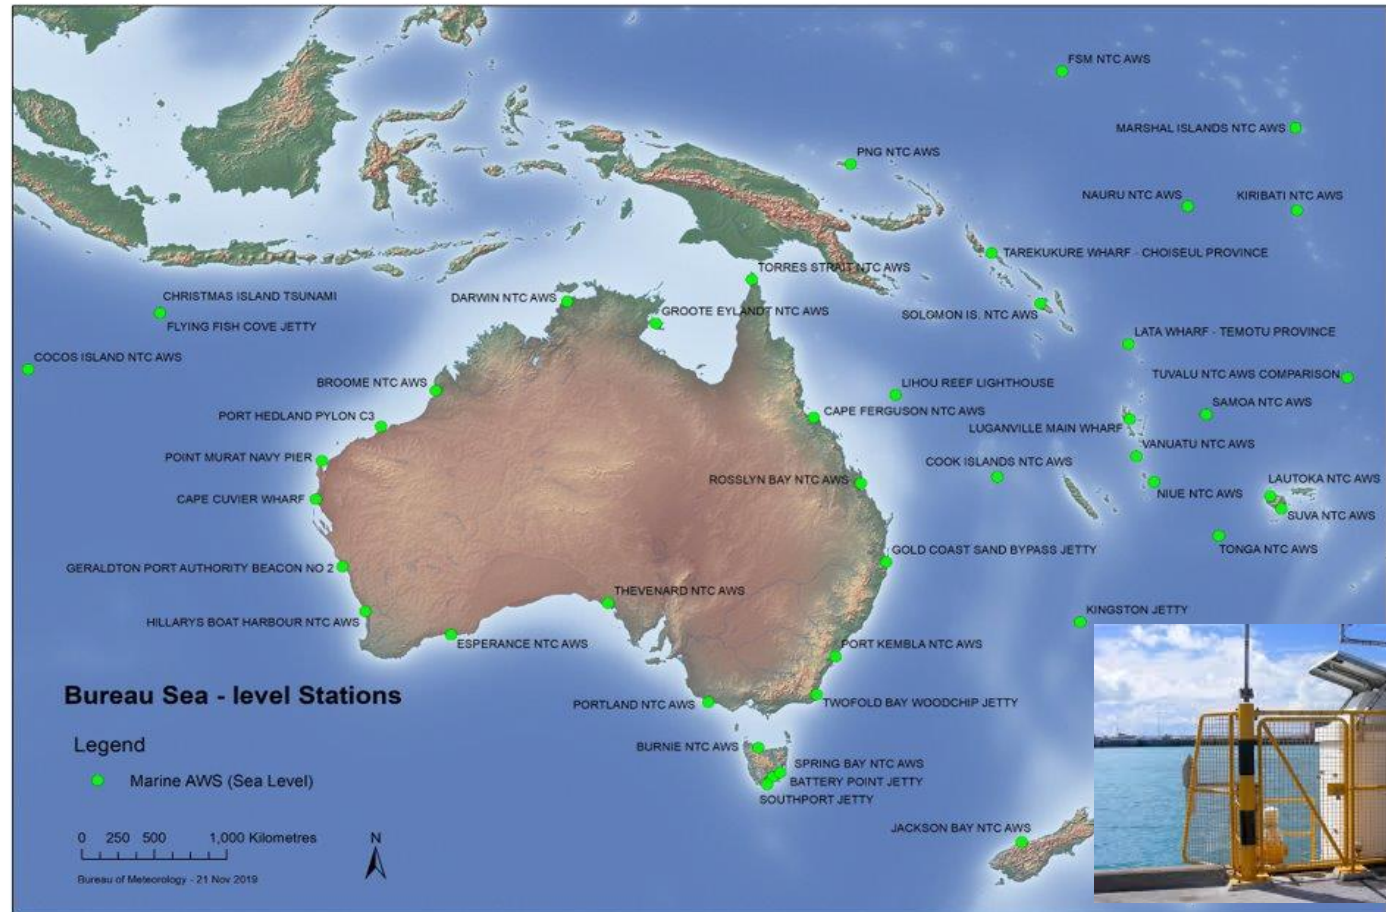 FSM NTC AWS
MARSHAL ISLANDS NTC AWS
PNG NTC AWS
NAURU NTC AWS
KIRIBATI NTC AWS
TAREKUKURE WHARF - CHOISEUL PROVINCE
TORRES STRAIT NTC AWS
CHRISTMAS ISLAND TSUNAMI
DARWIN NTC AWS
GROOTE EYLANDT NTC AWS
SOLOMON IS. NTC AWS
FLYING FISH COVE JETTY
LATA WHARF - TEMOTU PROVINCE
COCOS ISLAND NTC AWS
TUVALU NTC AWS COMPARISON
BROOME NTC AWS
LIHOU REEF LIGHTHOUSE
SAMOA NTC AWS
PORT HEDLAND PYLON C3
CAPE FERGUSON NTC AWS
LUGANVILLE MAIN WHARF
VANUATU NTC AWS
POINT MURAT NAVY PIER
COOK ISLANDS NTC AWS
ROSSLYN BAY NTC AWS
LAUTOKA NTC AWS
NIUE NTC AWS
CAPE CUVIER WHARF
SUVA NTC AWS
GOLD COAST SAND BYPASS JETTY
TONGA NTC AWS
GERALDTON PORT AUTHORITY BEACON NO 2
THEVENARD NTC AWS
KINGSTON JETTY
HILLARYS BOAT HARBOUR NTC AWS
ESPERANCE NTC AWS
PORT KEMBLA NTC AWS
Bureau Sea - level Stations
PORTLAND NTC AWS
TWOFOLD BAY WOODCHIP JETTY
Legend
BURNIE NTC AWS
SPRING BAY NTC AWS
Marine AWS (Sea Level)
BATTERY POINT JETTY
SOUTHPORT JETTY
JACKSON BAY NTC AWS
0 250 500 1,000 Kilometres
N
Bureau of Meteorology - 21 Nov 2019